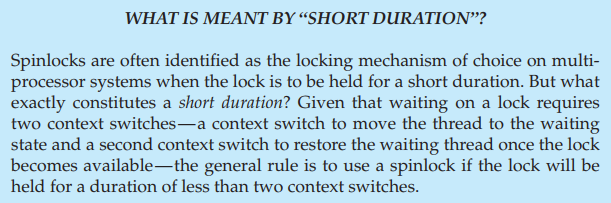 WHAT IS MEANT BY “SHORT DURATION”?
Spinlocks are often identified as the locking mechanism of choice on multi-
processor systems when the lock is to be held for a short duration. But what
exactly constitutes a short duration? Given that waiting on a lock requires
two context switches—a context switch to move the thread to the waiting
state and a second context switch to restore the waiting thread once the lock
becomes available—the general rule is to use a spinlock if the lock will be
held for a duration of less than two context switches.